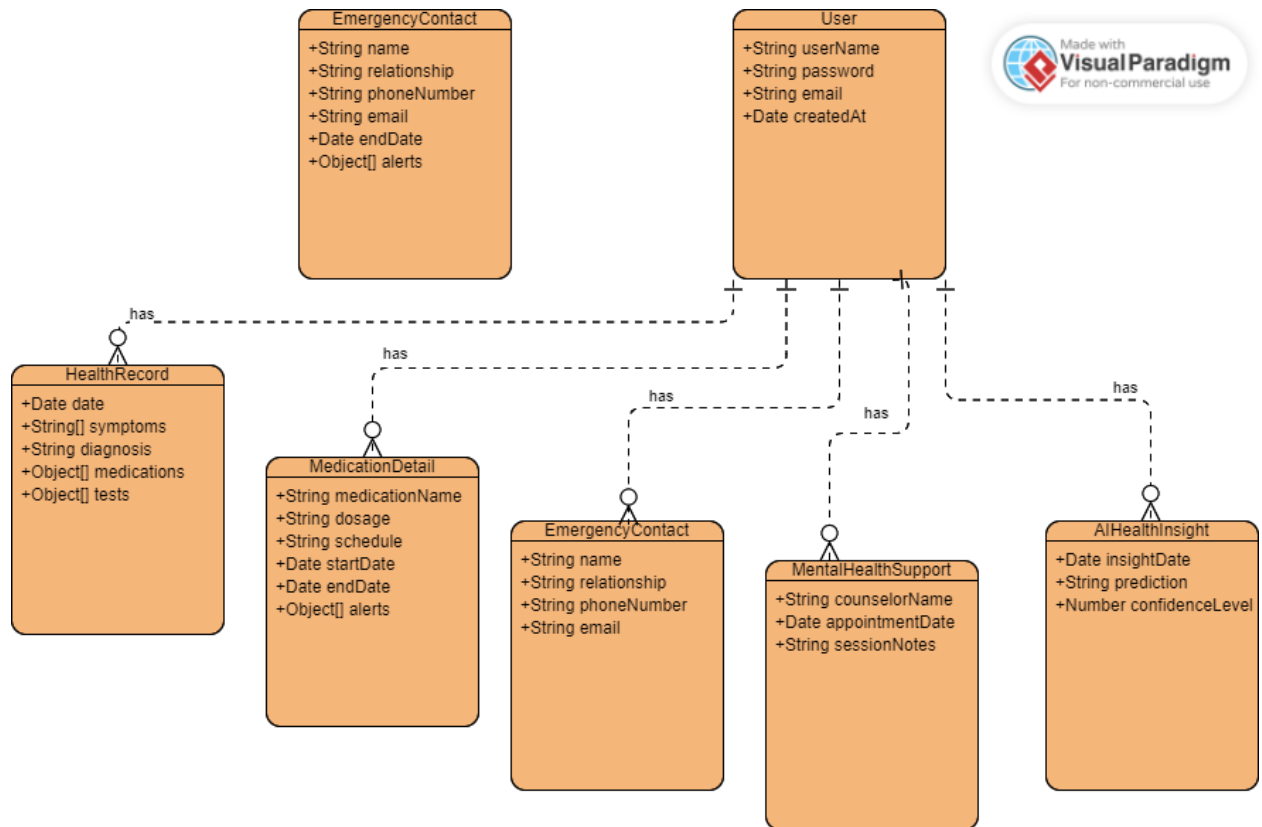 EmergencyContact
+String name
+String relationship
+String phoneNumber
+String email
+Date endDate
+Object[] alerts
User
+String userName
+String password
+String email
+Date createdAt
Made with
Visual Paradigm
For non-commercial use
has
has
has
has
has
HealthRecord
+Date date
+String[] symptoms
+String diagnosis
+Object[] medications
+Object[] tests
MedicationDetail
+String medicationName
+String dosage
+String schedule
+Date startDate
+Date endDate
+Object[] alerts
EmergencyContact
+String name
+String relationship
+String phoneNumber
+String email
MentalHealthSupport
+String counselorName
+Date appointmentDate
+String sessionNotes
AIHealthInsight
+Date insightDate
+String prediction
+Number confidenceLevel